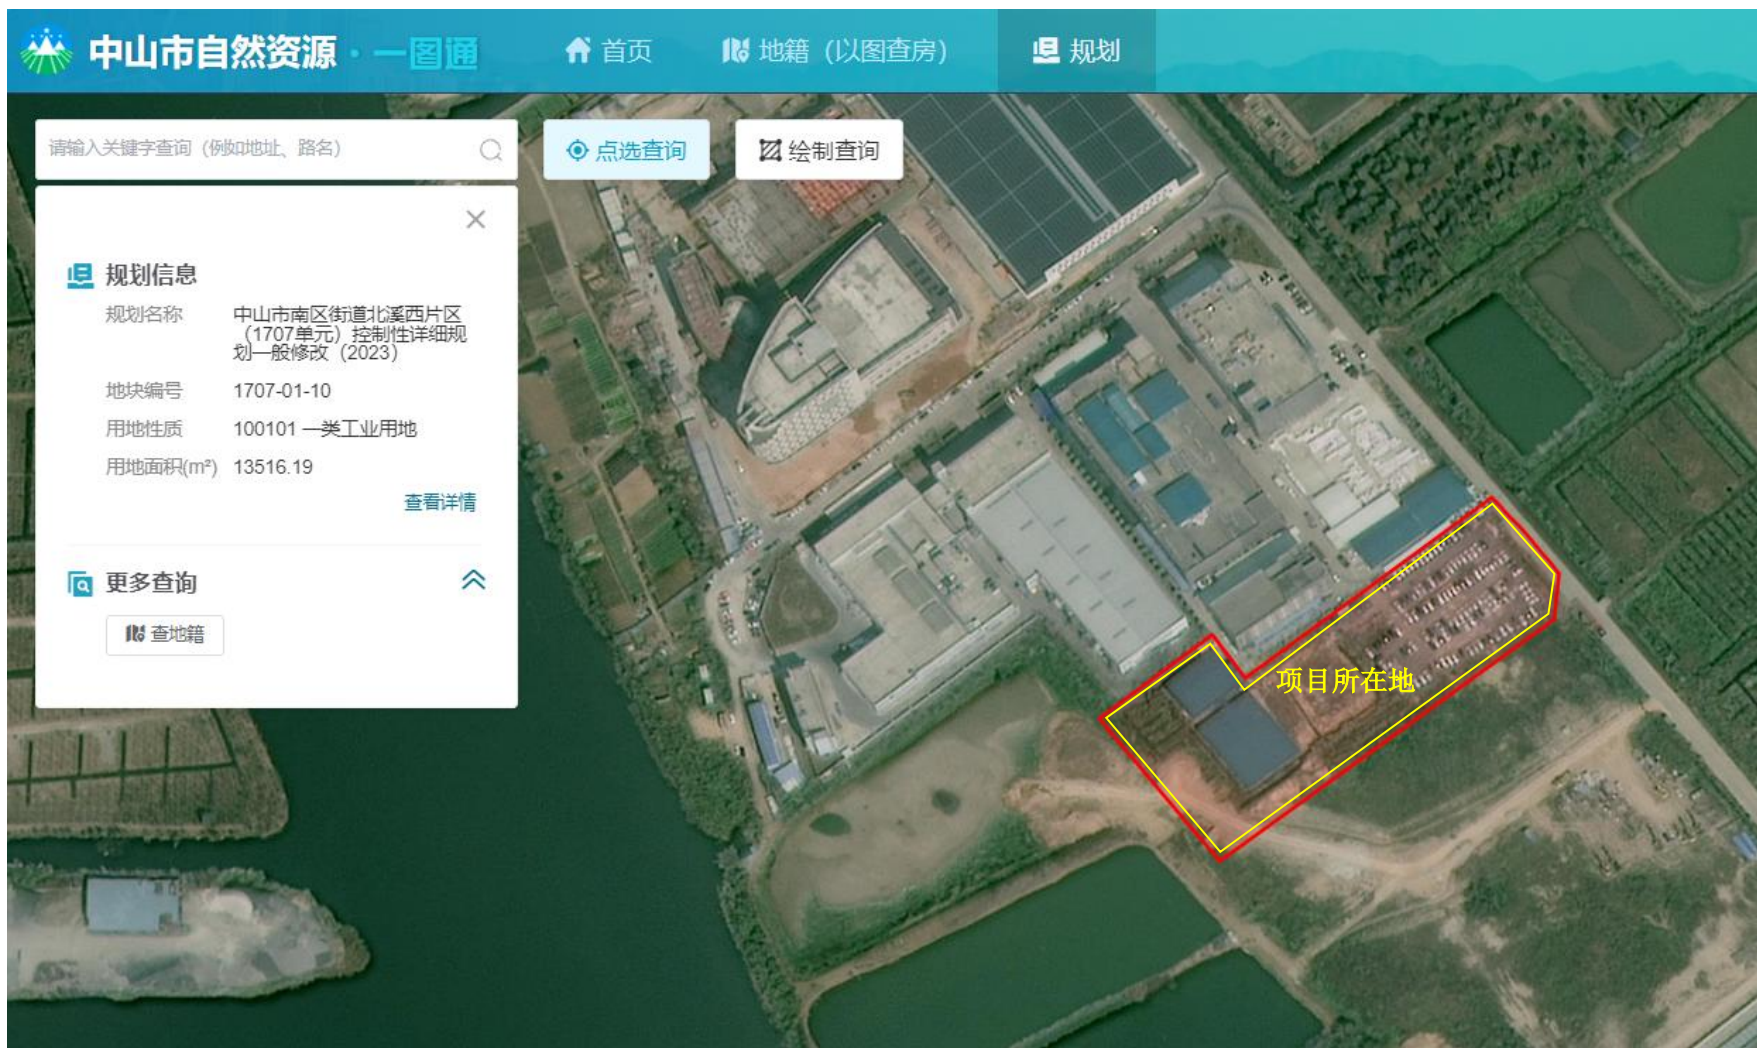 中山市自然资源·一图通
首页
地籍（以图查房）
规划
请输入关键字查询（例如地址、路名）
点选查询
绘制查询
规划信息
规划名称
中山市南区街道北溪西片区
（1707单元）控制性详细规
划一般修改（2023）
地块编号 1707-01-10
用地性质 100101 一类工业用地
用地面积(m²) 13516.19
查看详情
更多查询
查地籍
项目所在地